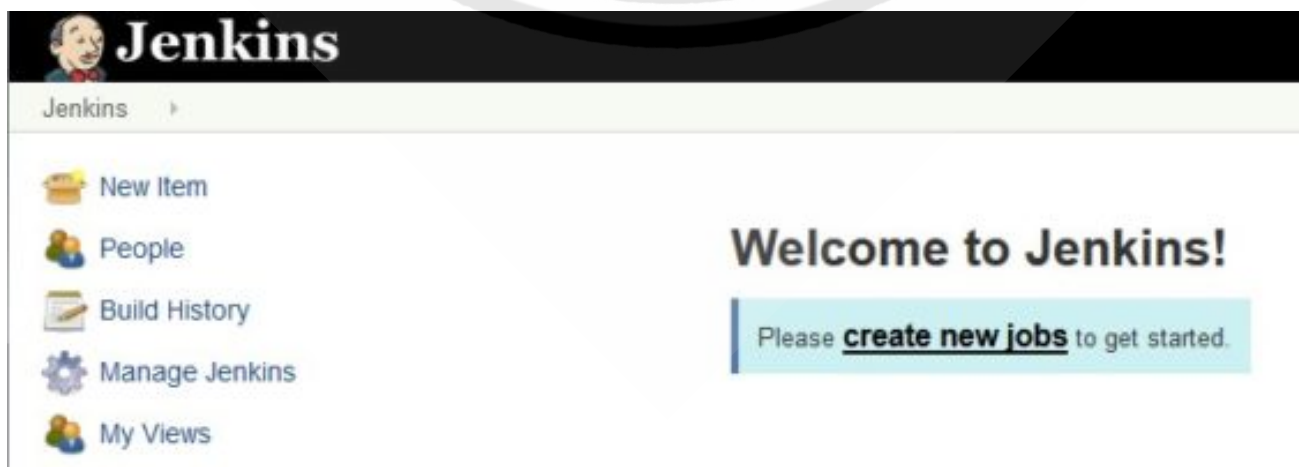 Jenkins
Jenkins
New Item
People
Build History
Manage Jenkins
My Views
Welcome to Jenkins!
Please create new jobs to get started.